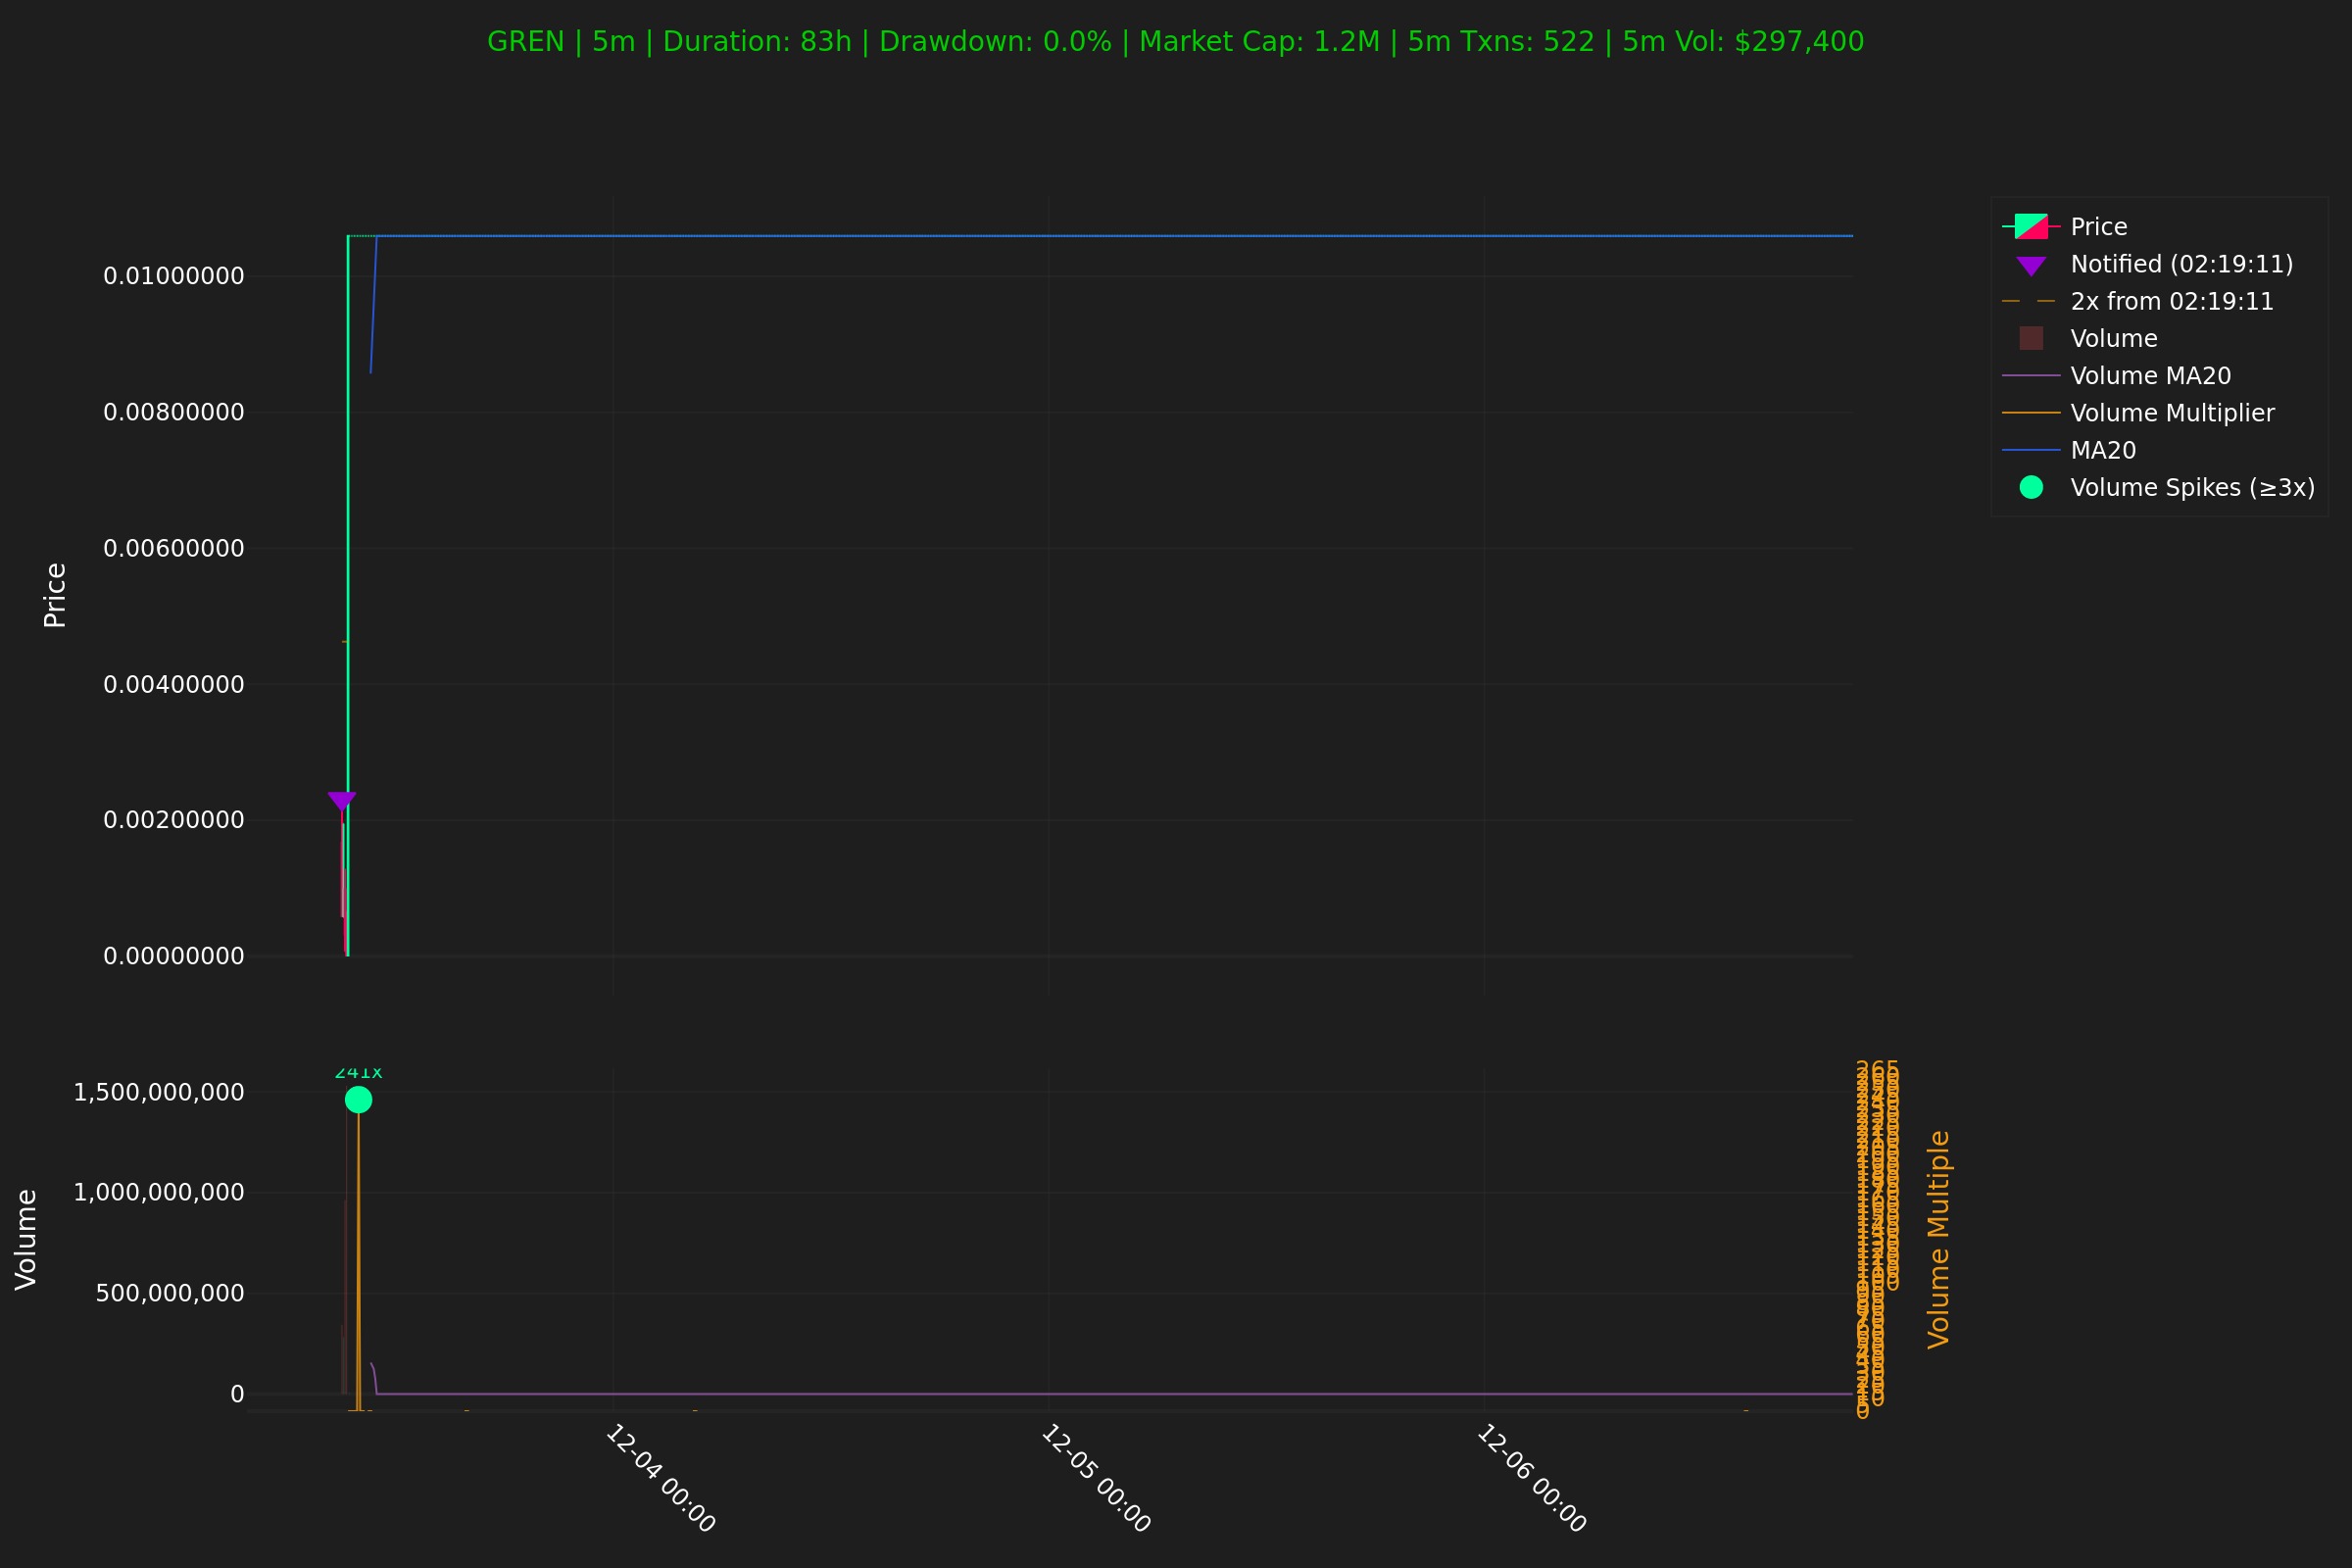 GREN | 5m | Duration: 83h | Drawdown: 0.0% | Market Cap: 1.2M | 5m Txns: 522 | 5m Vol: $297,400
Price
0.01000000
0.00800000
0.00600000
0.00400000
0.00200000
0.00000000
Price
Notified (02:19:11)
2x from 02:19:11
Volume
Volume MA20
Volume Multiplier
MA20
Volume Spikes (≥3x)
241x
Volume
1,500,000,000
1,000,000,000
500,000,000
0
265
0
Volume Multiple
12-04 00:00
12-05 00:00
12-06 00:00